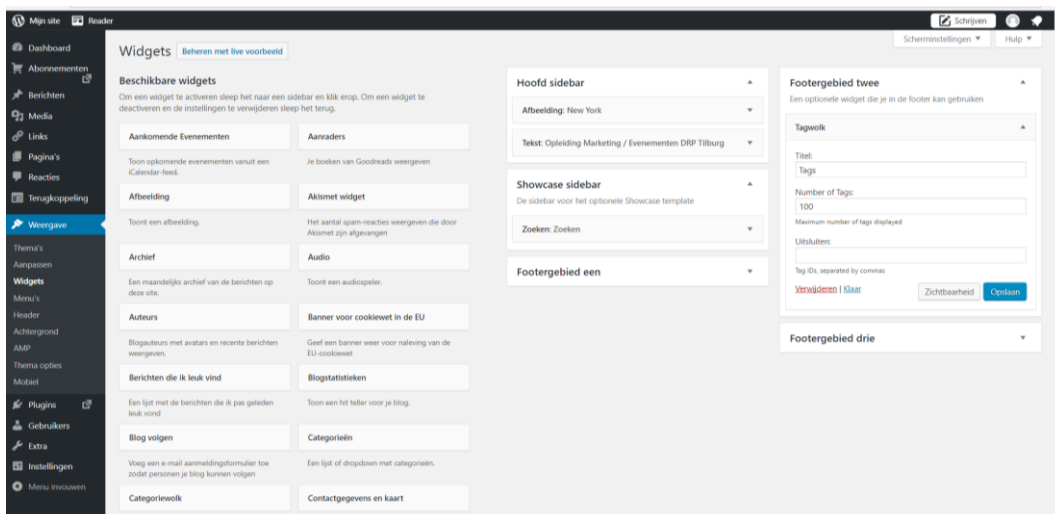 Mijn site
Reader
Schrijven
Dashboard
Abonnementen
Berichten
Media
Links
Pagina's
Reacties
Terugkoppeling
Weergave
Thema's
Aanpassen
Widgets
Menu's
Header
Achtergrond
AMP
Thema opties
Mobiel
Plugins
Gebruikers
Extra
Instellingen
Menu invouwen
Scherminstellingen
Hulp
Widgets
Beheren met live voorbeeld
Beschikbare widgets
Om een widget te activeren sleep het naar een sidebar en klik erop. Om een widget te
deactiveren en de instellingen te verwijderen sleep het terug.
Aankomende Evenementen
Aanraders
Toon opkomende evenementen vanuit een
iCalendar-feed.
Je boeken van Goodreads weergeven
Afbeelding
Akismet widget
Toont een afbeelding.
Het aantal spam-reacties weergeven die door
Akismet zijn afgevangen
Archief
Audio
Een maandelijks archief van de berichten op
deze site.
Toont een audiospeler.
Auteurs
Banner voor cookiewet in de EU
Blogauteurs met avatars en recente berichten
weergeven.
Geef een banner weer voor naleving van de
EU-cookiewet
Berichten die ik leuk vind
Blogstatistieken
Een lijst met de berichten die ik pas geleden
leuk vond
Toon een hit teller voor je blog.
Blog volgen
Categorieën
Voeg een e-mail aanmeldingsformulier toe
zodat personen je blog kunnen volgen
Een lijst of dropdown met categorieën.
Categoriewolk
Contactgegevens en kaart
Hoofd sidebar
Afbeelding: New York
Tekst: Opleiding Marketing / Evenementen DRP Tilburg
Showcase sidebar
De sidebar voor het optionele Showcase template
Zoeken: Zoeken
Footergebied een
Footergebied twee
Een optionele widget die je in de footer kan gebruiken
Tagwolk
Titel:
Tags
Number of Tags:
100
Maximum number of tags displayed
Uitsluiten:
Tag IDs, separated by commas
Verwijderen | Klaar
Zichtbaarheid
Opslaan
Footergebied drie